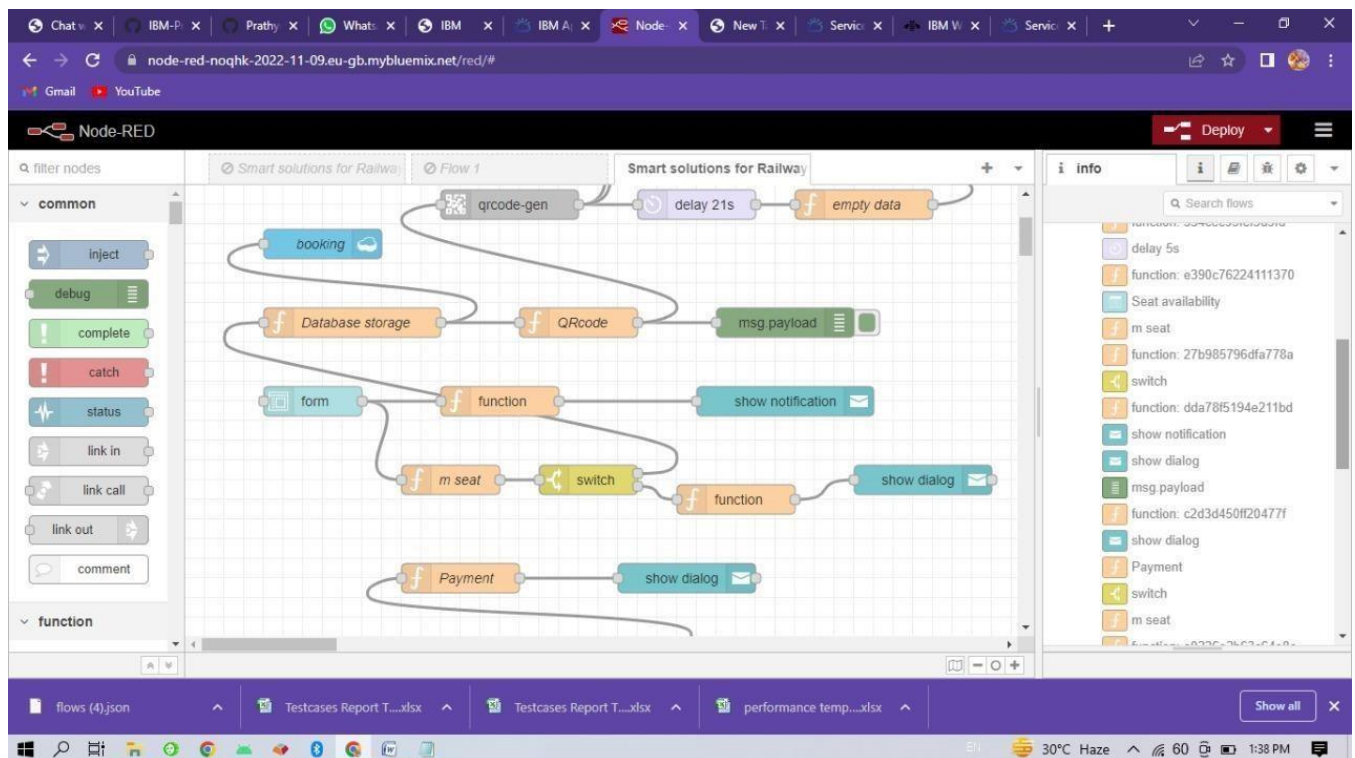 Chat w
IBM-P
Prathy
Whats
IBM
IBM A
Node-
New T
Service
IBM W
Servic
node-red-noqhk-2022-11-09.eu-gb.mybluemix.net/red/#
Gmail
YouTube
Node-RED
Deploy
filter nodes
Smart solutions for Railway
Flow 1
Smart solutions for Railway
i info
Search flows
common
inject
debug
complete
catch
status
link in
link call
link out
comment
function
qrcode-gen
delay 21s
empty data
booking
Database storage
QRcode
msg.payload
form
function
show notification
m seat
switch
function
show dialog
Payment
show dialog
delay 5s
function: e390c76224111370
Seat availability
m seat
function: 27b985796dfa778a
switch
function: dda78f5194e211bd
show notification
show dialog
msg.payload
function: c2d3d450ff20477f
show dialog
Payment
switch
m seat
flows (4).json
Testcases Report T....xlsx
Testcases Report T....xlsx
performance temp....xlsx
Show all
EN
30°C Haze
60
1:38 PM